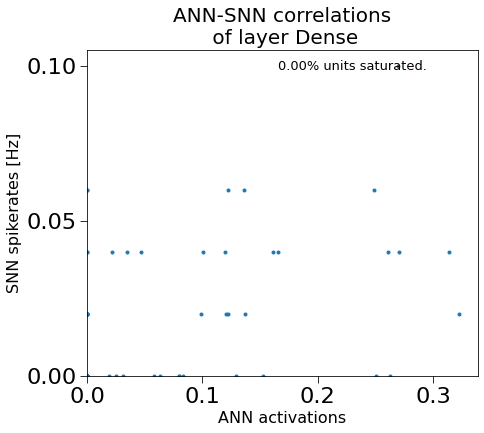 ANN-SNN correlations
of layer Dense
0.00% units saturated.
0.10
0.05
0.00
SNN spikerates [Hz]
0.0 0.1 0.2 0.3
ANN activations